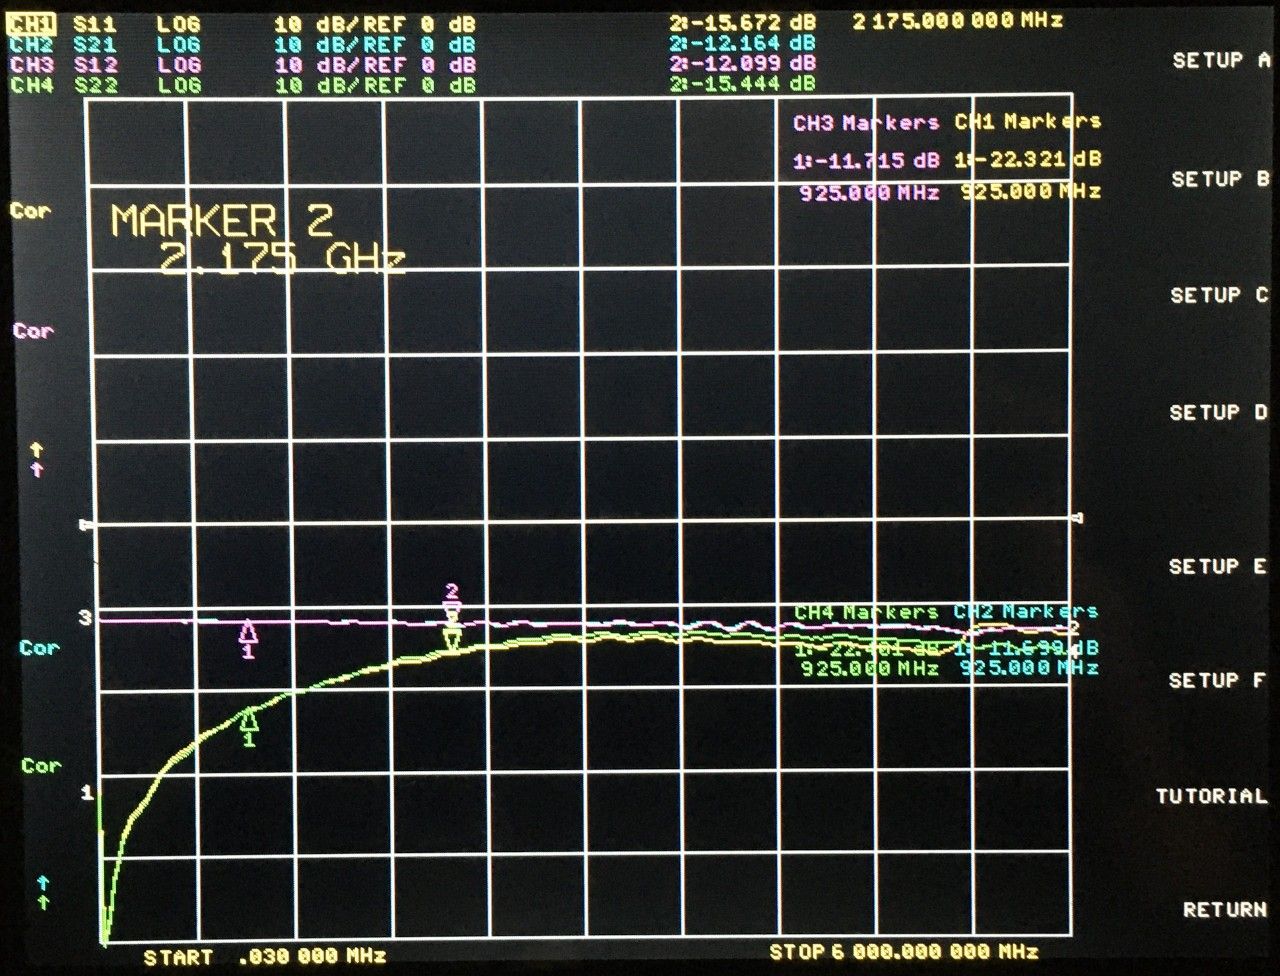 CH1 S11 LOG 10 dB/REF 0 dB 2:-15.672 dB 2 175.000 000 MHz
CH2 S21 LOG 10 dB/REF 0 dB 2:-12.164 dB
CH3 S12 LOG 10 dB/REF 0 dB 2:-12.099 dB
CH4 S22 LOG 10 dB/REF 0 dB 2:-15.444 dB
SETUP A
CH3 Markers CH1 Markers
1:-11.715 dB 1:-22.321 dB
925.000 MHz 925.000 MHz
SETUP B
Cor
MARKER 2
2.175 GHz
SETUP C
Cor
SETUP D
SETUP E
2
3
CH4 Markers CH2 Markers
2
1
Cor
1:-22.401 dB 1:-11.699 dB
925.000 MHz 925.000 MHz
SETUP F
1
Cor
1
TUTORIAL
RETURN
START .030 000 MHz STOP 6 000.000 000 MHz